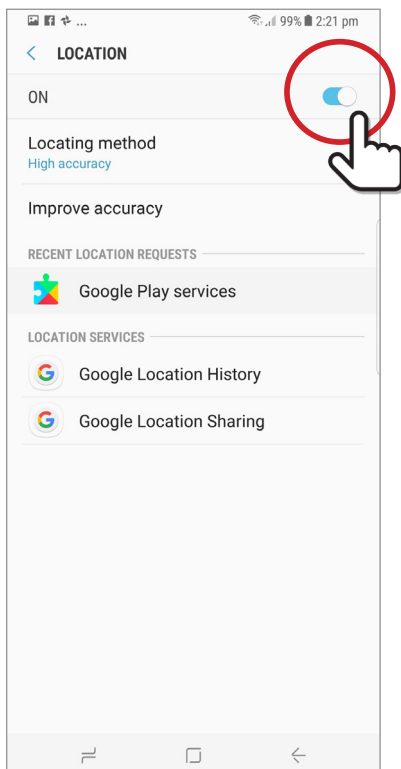 ... 99% 2:21 pm
LOCATION
ON
Locating method
High accuracy
Improve accuracy
RECENT LOCATION REQUESTS
Google Play services
LOCATION SERVICES
G Google Location History
G Google Location Sharing